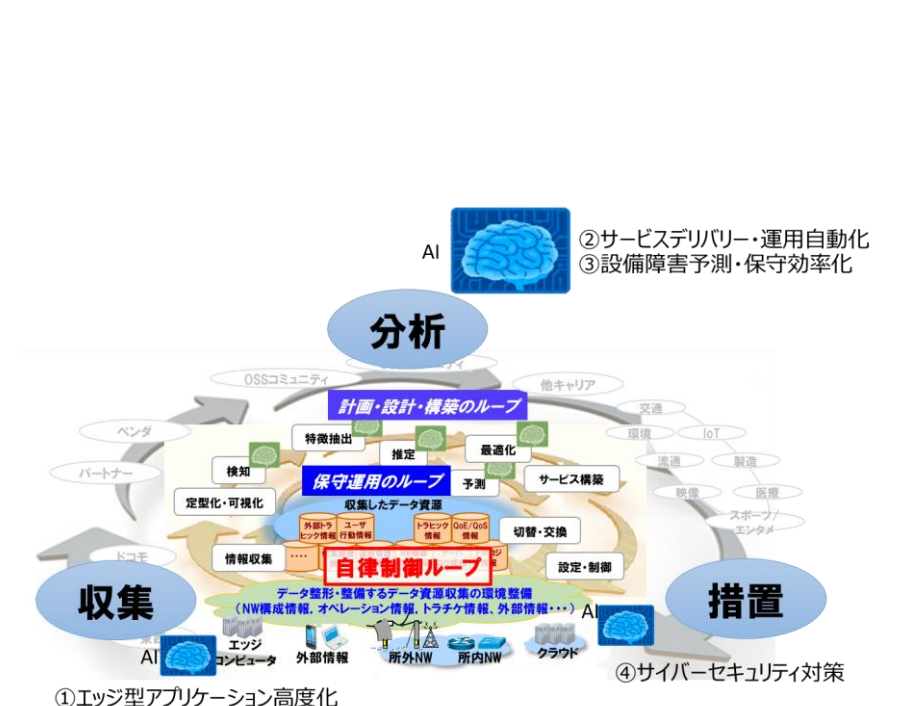 AI
②サービスデリバリー・運用自動化
③設備障害予測・保守効率化
分析
OSSコミュニティ
他キャリア
計画・設計・構築のループ
交通
ベンダ
特徴抽出
推定
最適化
環境
IoT
パートナー
検知
保守運用のループ
予測
サービス構築
流通
製造
定型化・可視化
収集したデータ資源
映像
医療
外部トラ
ヒック情報
ユーザ
行動情報
トラヒック
情報
QoE/QoS
情報
切替・交換
スポーツ/
エンタメ
ドコモ
情報収集
‥‥
自律制御ループ
設定・制御
収集
データ整形・整備するデータ資源収集の環境整備
(NW構成情報, オペレーション情報, トラチケ情報, 外部情報・・・)
措置
AI
AI
エッジ
コンピュータ
外部情報
所外NW
所内NW
クラウド
④サイバーセキュリティ対策
①エッジ型アプリケーション高度化